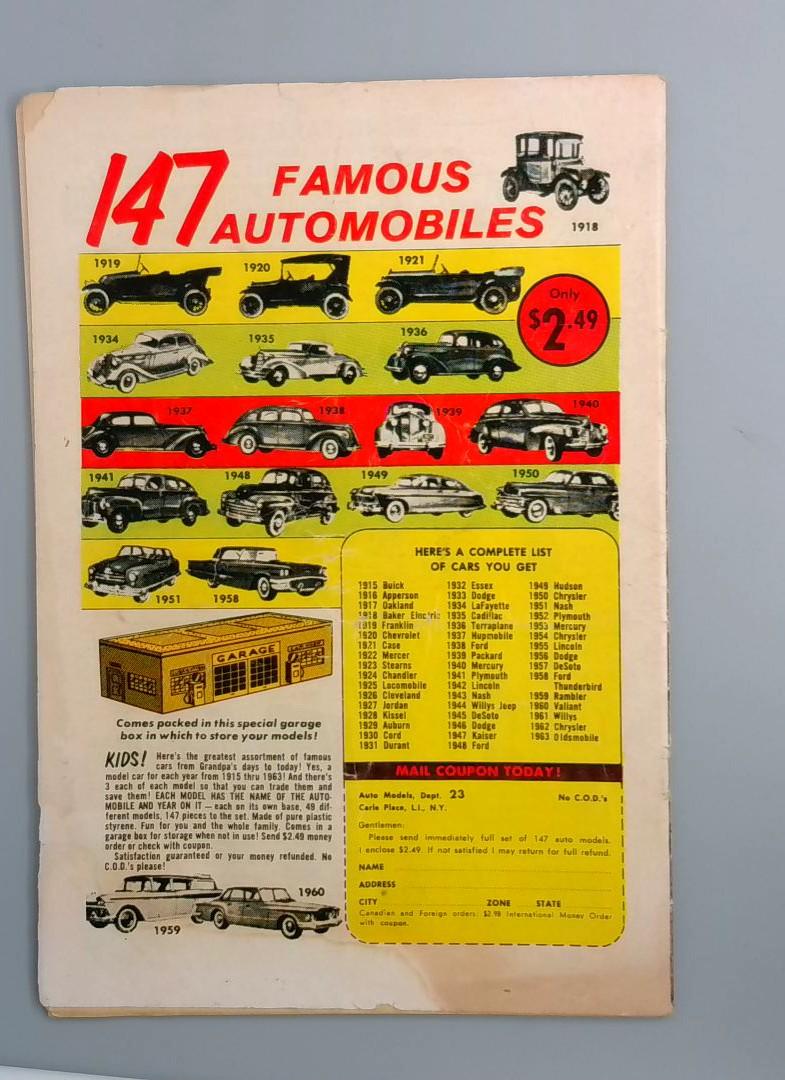 147 FAMOUS
AUTOMOBILES
1918
1919
1920
1921
Only
$2.49
1934
1935
1936
1937
1938
1939
1940
1941
1948
1949
1950
1951
1958
GARAGE
Comes packed in this special garage
box in which to store your models!
KIDS! Here's the greatest assortment of famous
cars from Grandpa's days to today! Yes, a
model car for each year from 1915 thru 1963! And there's
3 each of each model so that you can trade them and
save them! EACH MODEL HAS THE NAME OF THE AUTO-
MOBILE AND YEAR ON IT — each on its own base, 49 dif-
ferent models, 147 pieces to the set. Made of pure plastic
styrene. Fun for you and the whole family. Comes in a
garage box for storage when not in use! Send $2.49 money
order or check with coupon.
Satisfaction guaranteed or your money refunded. No
C.O.D.'s please!
1959
1960
HERE'S A COMPLETE LIST
OF CARS YOU GET
1915 Buick
1916 Apperson
1917 Oakland
1918 Baker Electric
1919 Franklin
1920 Chevrolet
1921 Case
1922 Mercer
1923 Stearns
1924 Chandler
1925 Locomobile
1926 Cleveland
1927 Jordan
1928 Kissel
1929 Auburn
1930 Cord
1931 Durant
1932 Essex
1933 Dodge
1934 LaFayette
1935 Cadillac
1936 Terraplane
1937 Hupmobile
1938 Ford
1939 Packard
1940 Mercury
1941 Plymouth
1942 Lincoln
1943 Nash
1944 Willys Jeep
1945 DeSoto
1946 Dodge
1947 Kaiser
1948 Ford
1949 Hudson
1950 Chrysler
1951 Nash
1952 Plymouth
1953 Mercury
1954 Chrysler
1955 Lincoln
1956 Dodge
1957 DeSoto
1958 Ford
Thunderbird
1959 Rambler
1960 Valiant
1961 Willys
1962 Chrysler
1963 Oldsmobile
MAIL COUPON TODAY!
Auto Models, Dept. 23 No C.O.D.'s
Carle Place, L.I., N.Y.
Gentlemen:
Please send immediately full set of 147 auto models.
I enclose $2.49. If not satisfied I may return for full refund.
NAME
ADDRESS
CITY ZONE STATE
Canadian and Foreign orders: $2.98 International Money Order
with coupon.